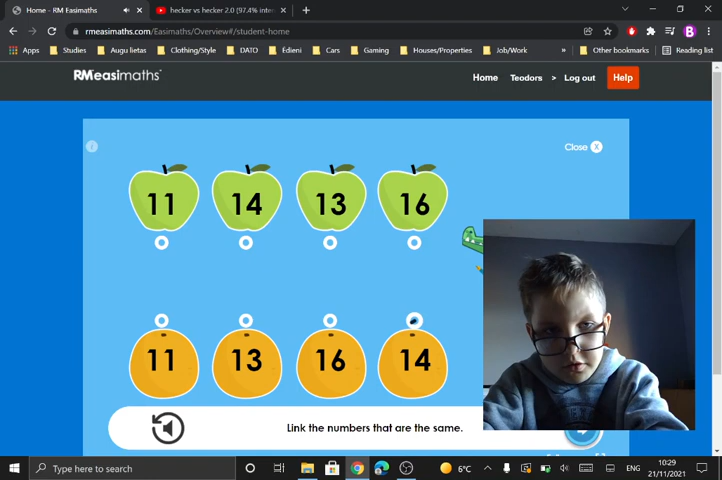 Home - RM Easimaths
hecker vs hecker 2.0 (97.4% inter
rmeasimaths.com/Easimaths/Overview#/student-home
Apps Studies Augu lietas Clothing/Style DATO Edieni Cars Gaming Houses/Properties Job/Work » Other bookmarks Reading list
RMeasimaths Home Teodors > Log out Help
i Close X
11 14 13 16
11 13 16 14
Link the numbers that are the same.
Type here to search 6°C ENG 10:29
21/11/2021